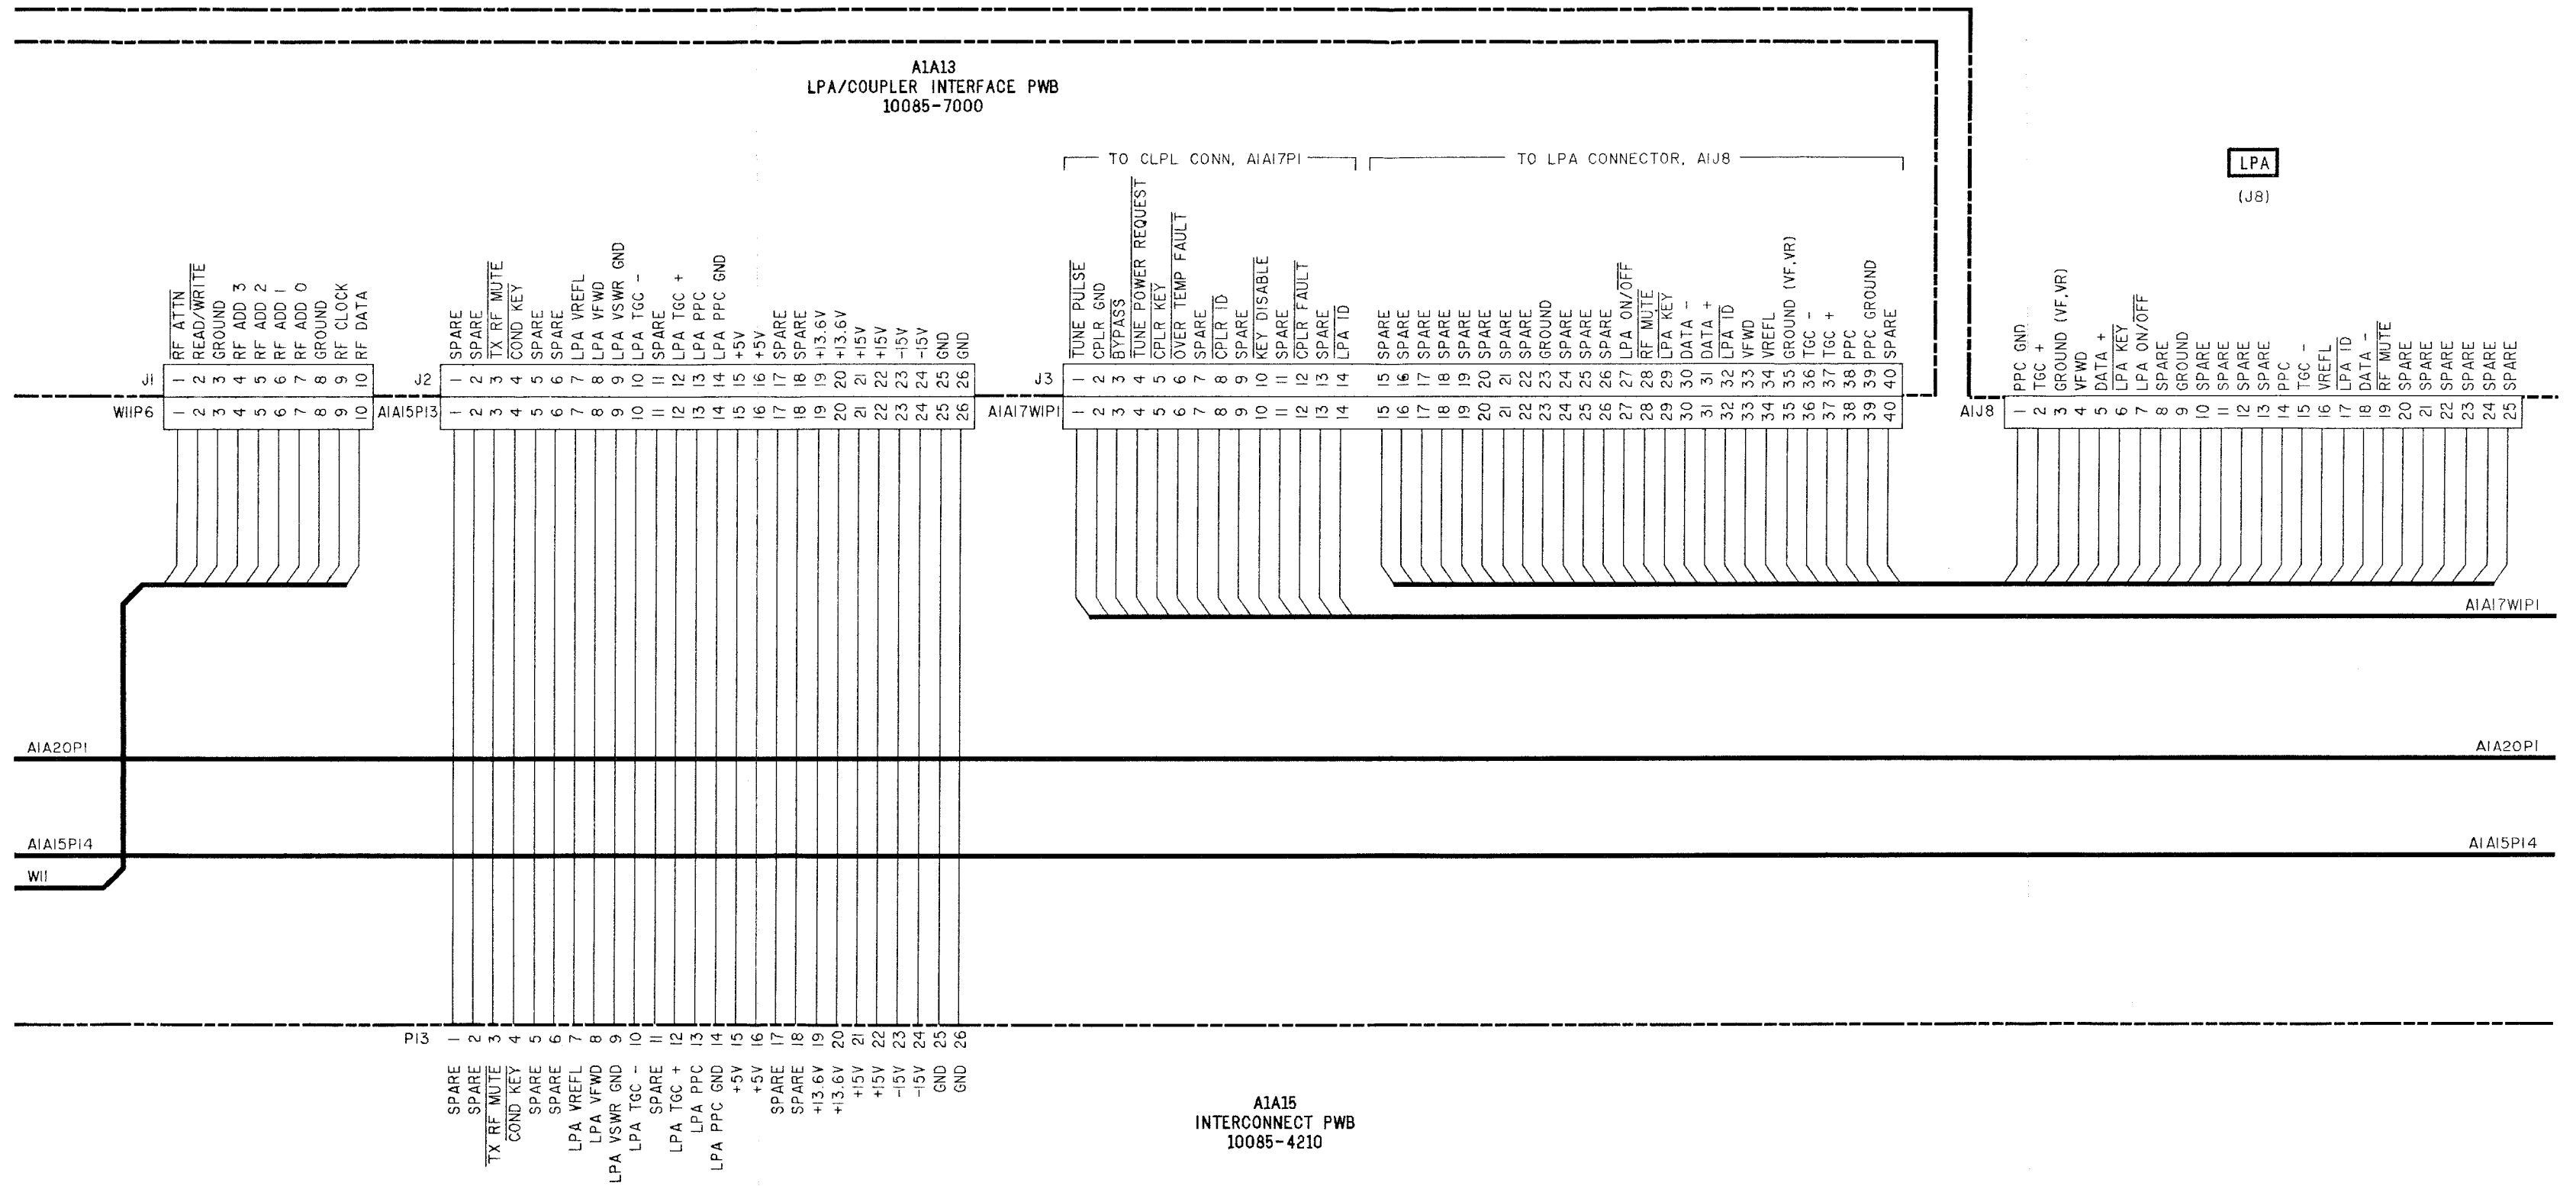 A1A13
LPA/COUPLER INTERFACE PWB
10085-7000
TO CLPL CONN, A1A17P1
TO LPA CONNECTOR, A1J8
LPA
(J8)
RF ATTN
READ/WRITE
GROUND
RF ADD 3
RF ADD 2
RF ADD 1
RF ADD 0
GROUND
RF CLOCK
RF DATA
SPARE
SPARE
TX RF MUTE
COND KEY
SPARE
SPARE
LPA VREFL
LPA VFWD
LPA VSWR GND
LPA TGC -
SPARE
LPA TGC +
LPA PPC
LPA PPC GND
+5V
+5V
SPARE
SPARE
+13.6V
+13.6V
+15V
+15V
-15V
-15V
GND
GND
TUNE PULSE
CPLR GND
BYPASS
TUNE POWER REQUEST
CPLR KEY
OVER TEMP FAULT
SPARE
CPLR ID
SPARE
KEY DISABLE
SPARE
CPLR FAULT
SPARE
LPA ID
SPARE
SPARE
SPARE
SPARE
SPARE
SPARE
SPARE
SPARE
GROUND
SPARE
SPARE
SPARE
LPA ON/OFF
RF MUTE
LPA KEY
DATA -
DATA +
LPA ID
VFWD
VREFL
GROUND (VF,VR)
TGC -
TGC +
PPC
PPC GROUND
SPARE
PPC GND
TGC +
GROUND (VF,VR)
VFWD
DATA +
LPA KEY
LPA ON/OFF
SPARE
GROUND
SPARE
SPARE
SPARE
SPARE
PPC
TGC -
VREFL
LPA ID
DATA -
RF MUTE
SPARE
SPARE
SPARE
SPARE
SPARE
SPARE
J1 1 2 3 4 5 6 7 8 9 10
J2 1 2 3 4 5 6 7 8 9 10 11 12 13 14 15 16 17 18 19 20 21 22 23 24 25 26
J3 1 2 3 4 5 6 7 8 9 10 11 12 13 14 15 16 17 18 19 20 21 22 23 24 25 26 27 28 29 30 31 32 33 34 35 36 37 38 39 40
W11P6 1 2 3 4 5 6 7 8 9 10
A1A15P13 1 2 3 4 5 6 7 8 9 10 11 12 13 14 15 16 17 18 19 20 21 22 23 24 25 26
A1A17W1P1 1 2 3 4 5 6 7 8 9 10 11 12 13 14 15 16 17 18 19 20 21 22 23 24 25 26 27 28 29 30 31 32 33 34 35 36 37 38 39 40
A1J8 1 2 3 4 5 6 7 8 9 10 11 12 13 14 15 16 17 18 19 20 21 22 23 24 25
A1A17W1P1
A1A20P1
A1A20P1
A1A15P14
A1A15P14
W11
P13 1 2 3 4 5 6 7 8 9 10 11 12 13 14 15 16 17 18 19 20 21 22 23 24 25 26
SPARE
SPARE
TX RF MUTE
COND KEY
SPARE
SPARE
LPA VREFL
LPA VFWD
LPA VSWR GND
LPA TGC -
SPARE
LPA TGC +
LPA PPC
LPA PPC GND
+5V
+5V
SPARE
SPARE
+13.6V
+13.6V
+15V
+15V
-15V
-15V
GND
GND
A1A15
INTERCONNECT PWB
10085-4210